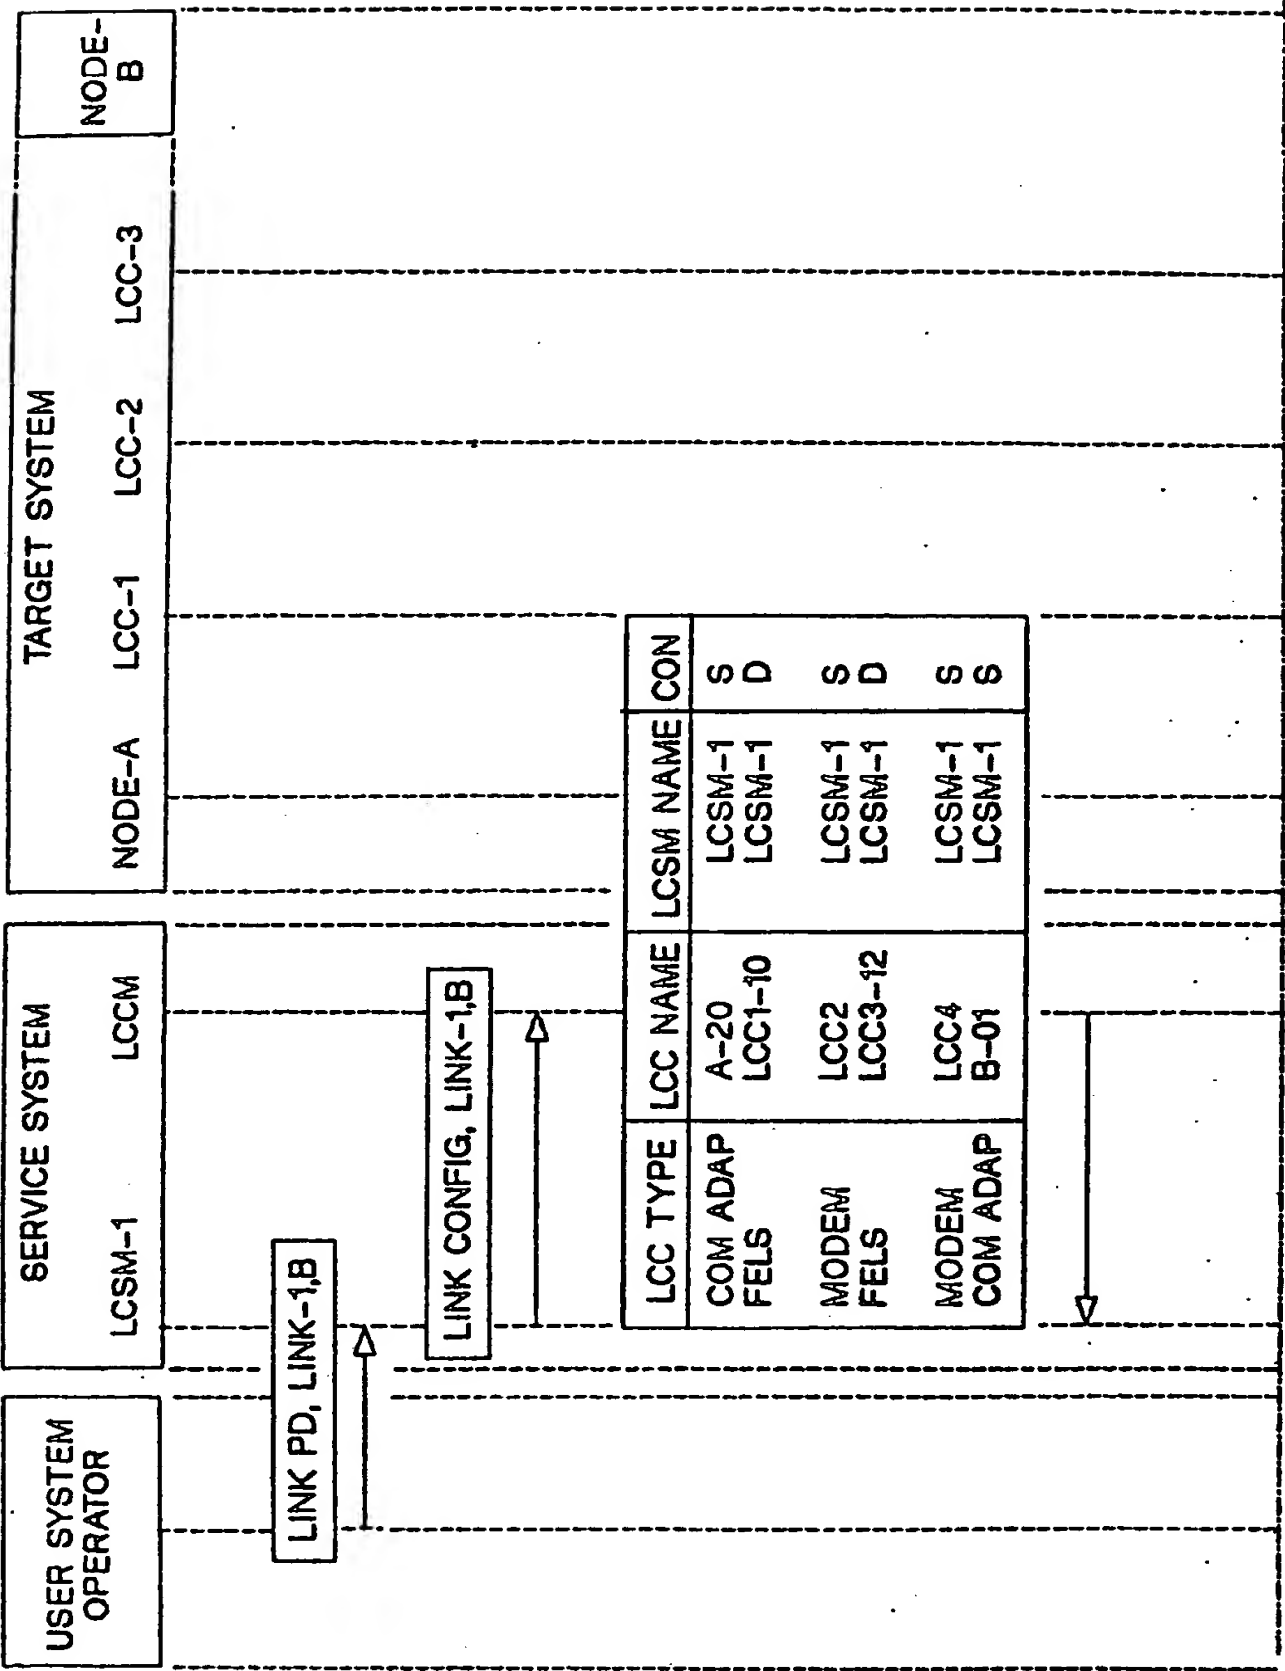 USER SYSTEM
OPERATOR
SERVICE SYSTEM
LCSM-1 LCCM
TARGET SYSTEM
NODE-A LCC-1 LCC-2 LCC-3
NODE-
B
LINK PD, LINK-1,B
LINK CONFIG, LINK-1,B
LCC TYPE LCC NAME LCSM NAME CON
COM ADAP A-20 LCSM-1 S
FELS LCC1-10 LCSM-1 D
MODEM LCC2 LCSM-1 S
FELS LCC3-12 LCSM-1 D
MODEM LCC4 LCSM-1 S
COM ADAP B-01 LCSM-1 S